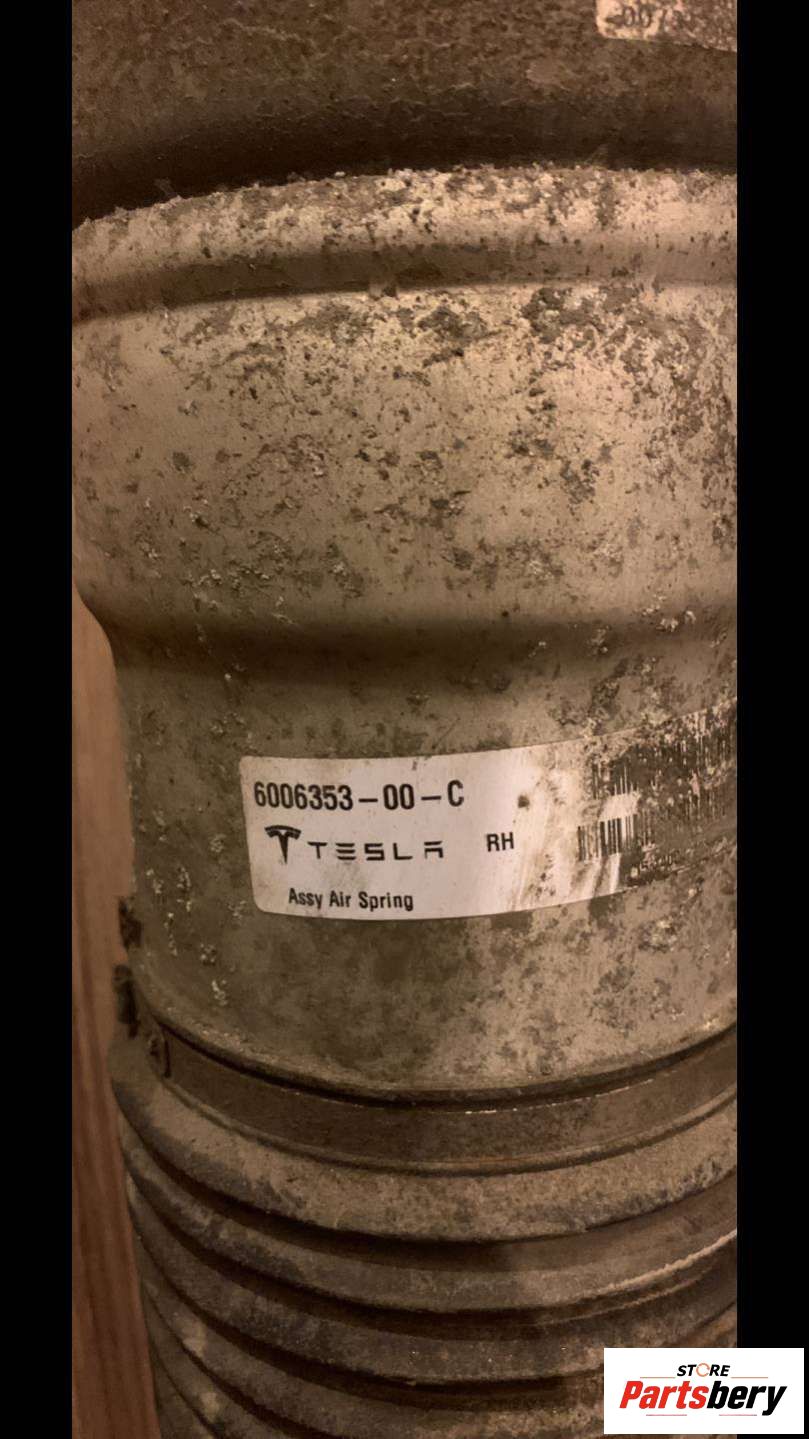 6006353-00-C
TESLA RH
Assy Air Spring
STORE
Partsbery